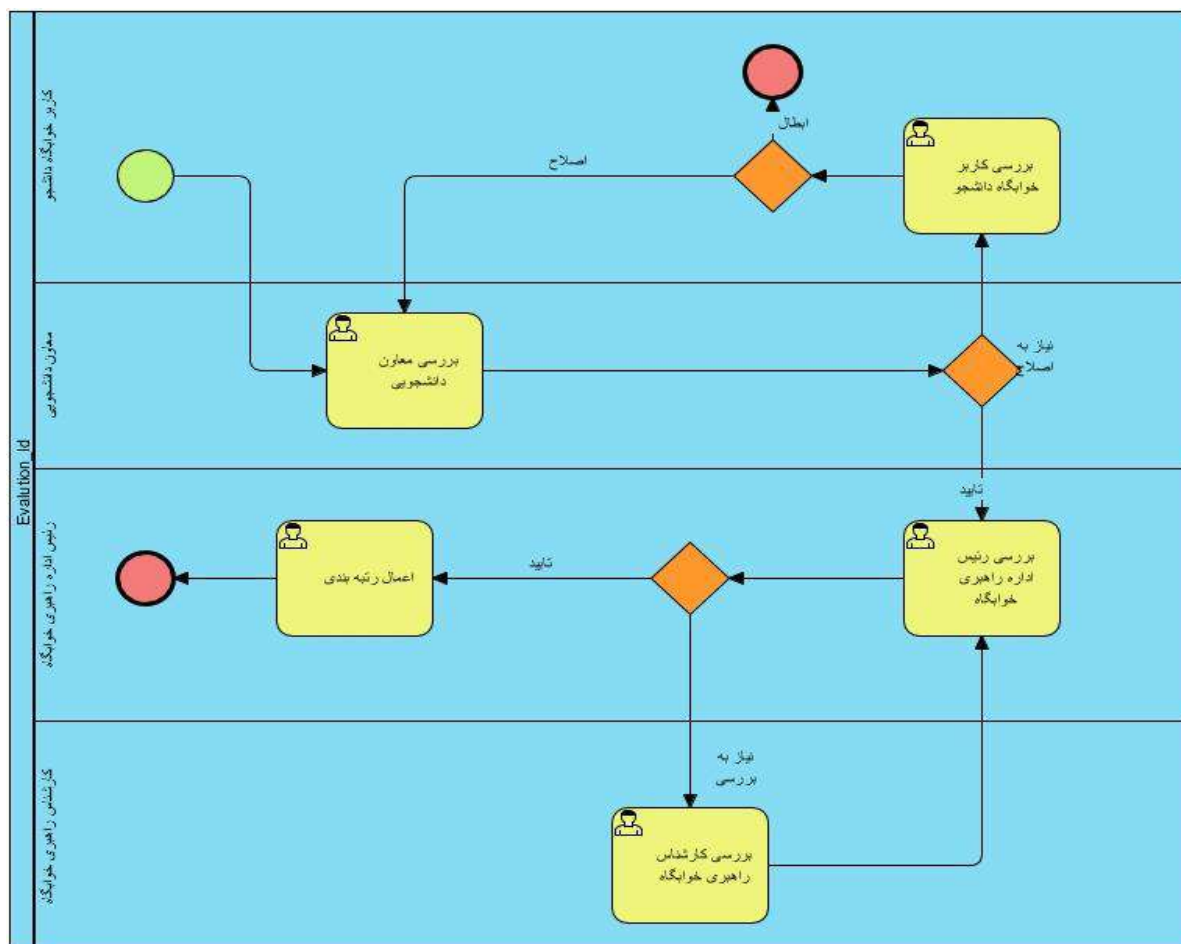 Evalution_Id
کاربر خوابگاه دانشجو
معاون دانشجویی
رئیس اداره راهبری خوابگاه
کارشناس راهبری خوابگاه
ابطال
اصلاح
بررسی کاربر
خوابگاه دانشجو
بررسی معاون
دانشجویی
نیاز به
اصلاح
تایید
بررسی رئیس
اداره راهبری
خوابگاه
تایید
اعمال رتبه بندی
نیاز به
بررسی
بررسی کارشناس
راهبری خوابگاه